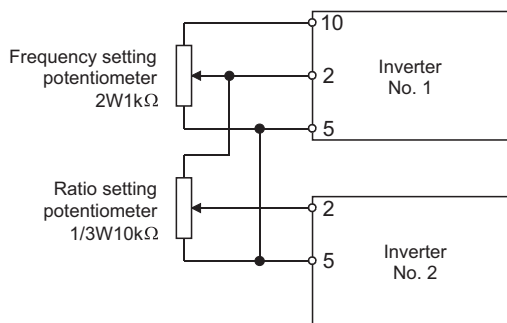 10
Frequency setting
potentiometer
2W1kΩ
2
Inverter
No. 1
5
Ratio setting
potentiometer
1/3W10kΩ
2
5
Inverter
No. 2